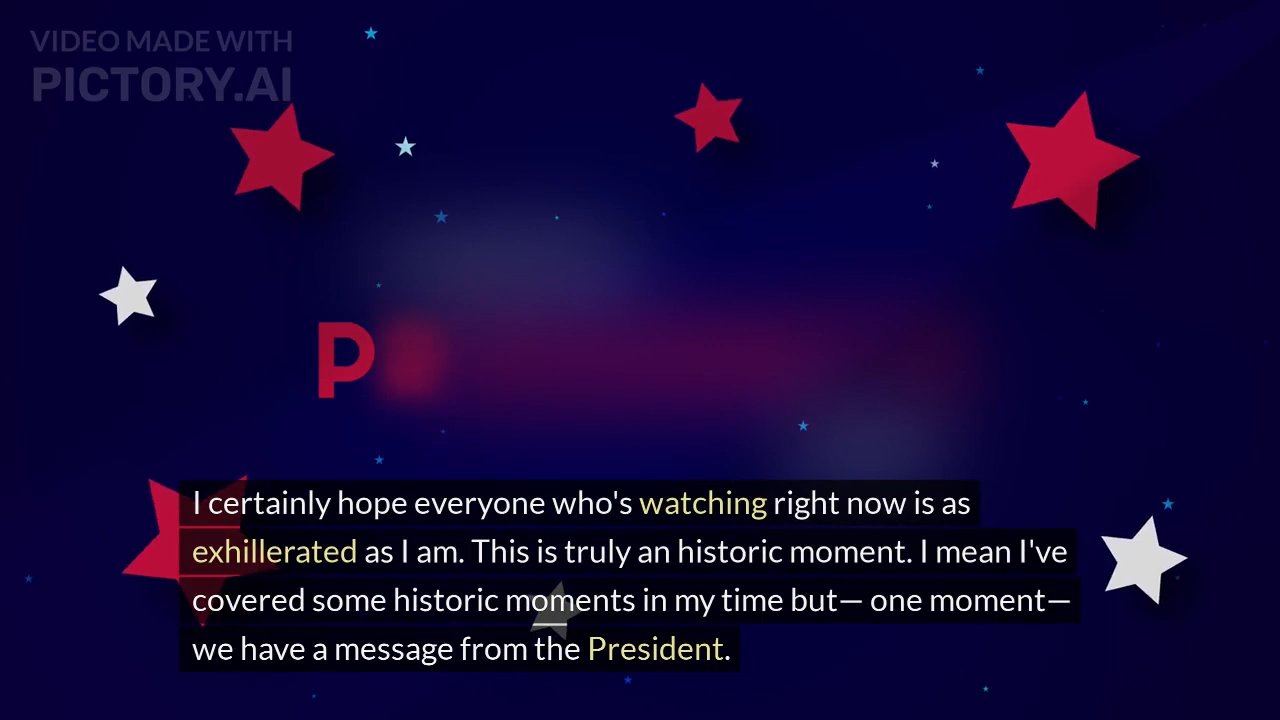 VIDEO MADE WITH
PICTORY.AI
P
I certainly hope everyone who's watching right now is as
exhillerated as I am. This is truly an historic moment. I mean I've
covered some historic moments in my time but— one moment—
we have a message from the President.